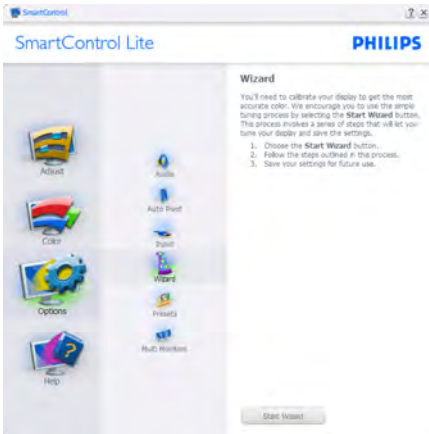 SmartControl
? ×
SmartControl Lite
PHILIPS
Wizard
You'll need to calibrate your display to get the most
accurate color. We encourage you to use the simple
tuning process by selecting the Start Wizard button.
This process involves a series of steps that will let you
tune your display and save the settings.
1. Choose the Start Wizard button.
2. Follow the steps outlined in this process.
3. Save your settings for future use.
Adjust
Color
Options
Help
Audio
Auto Pivot
Input
Wizard
Presets
Multi Monitors
Start Wizard